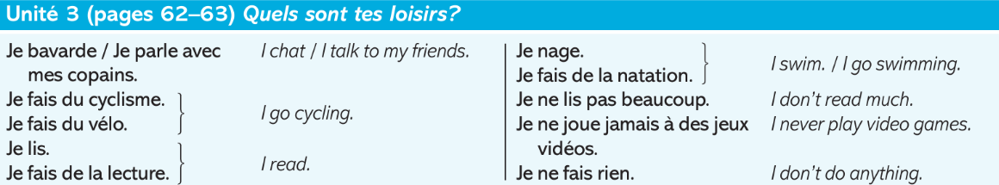 Unité 3 (pages 62–63) Quels sont tes loisirs?
Je bavarde / Je parle avec
mes copains.
I chat / I talk to my friends.
Je fais du cyclisme.
Je fais du vélo.
I go cycling.
Je lis.
Je fais de la lecture.
I read.
Je nage.
Je fais de la natation.
I swim. / I go swimming.
Je ne lis pas beaucoup.
I don’t read much.
Je ne joue jamais à des jeux
vidéos.
I never play video games.
Je ne fais rien.
I don’t do anything.